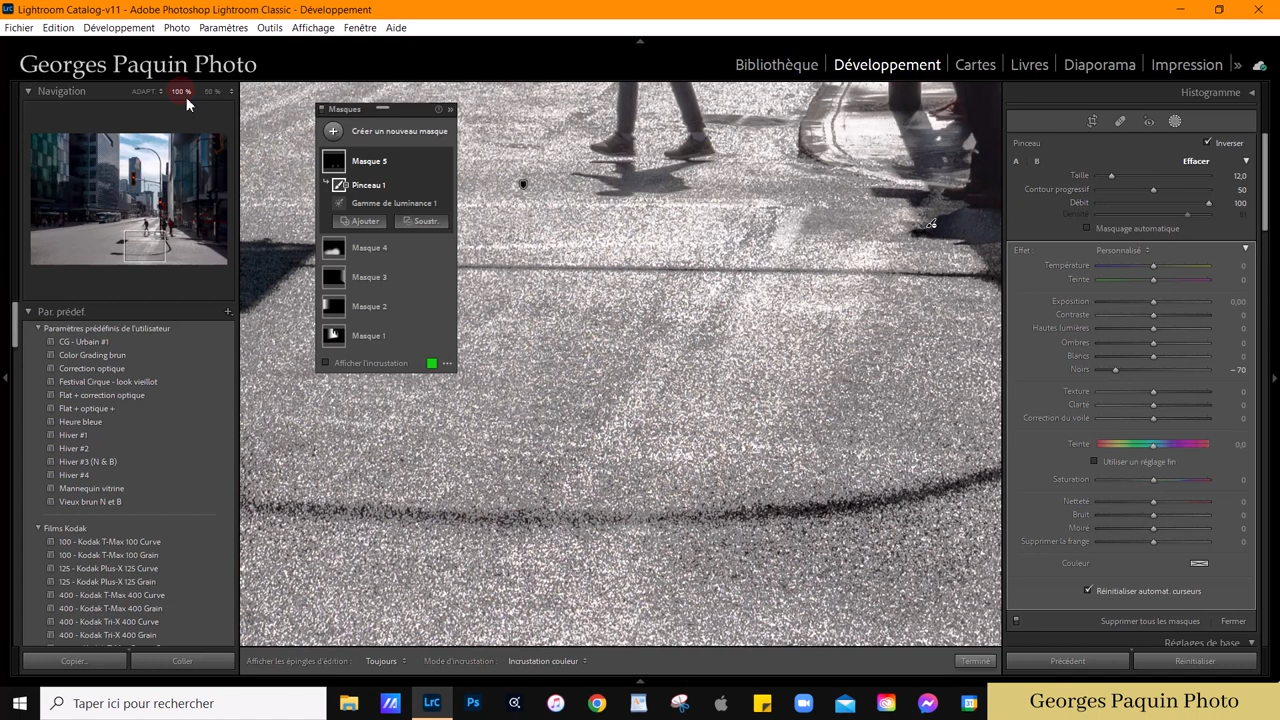 Lightroom Catalog-v11 - Adobe Photoshop Lightroom Classic - Développement
Fichier Edition Développement Photo Paramètres Outils Affichage Fenêtre Aide
Georges Paquin Photo
Bibliothèque Développement Cartes Livres Diaporama Impression »
Navigation ADAPT. 100 % 50 %
Histogramme
Masques
Créer un nouveau masque
Masque 5
Pinceau 1
Gamme de luminance 1
Ajouter Soustr.
Masque 4
Masque 3
Masque 2
Masque 1
Afficher l'incrustation
Par. prédéf.
Paramètres prédéfinis de l'utilisateur
CG - Urbain #1
Color Grading brun
Correction optique
Festival Cirque - look vieillot
Flat + correction optique
Flat + optique +
Heure bleue
Hiver #1
Hiver #2
Hiver #3 (N & B)
Hiver #4
Mannequin vitrine
Vieux brun N et B
Films Kodak
100 - Kodak T-Max 100 Curve
100 - Kodak T-Max 100 Grain
125 - Kodak Plus-X 125 Curve
125 - Kodak Plus-X 125 Grain
400 - Kodak T-Max 400 Curve
400 - Kodak T-Max 400 Grain
400 - Kodak Tri-X 400 Curve
400 - Kodak Tri-X 400 Grain
Copier... Coller
Pinceau : Inverser
A B Effacer
Taille 12,0
Contour progressif 50
Débit 100
Densité
Masquage automatique
Effet : Personnalisé
Température 0
Teinte 0
Exposition 0,00
Contraste 0
Hautes lumières 0
Ombres 0
Blancs 0
Noirs – 70
Texture 0
Clarté 0
Correction du voile 0
Teinte 0,0
Utiliser un réglage fin
Saturation 0
Netteté 0
Bruit 0
Moiré 0
Supprimer la frange 0
Couleur
Réinitialiser automat. curseurs
Supprimer tous les masques Fermer
Réglages de base
Afficher les épingles d'édition : Toujours Mode d'incrustation : Incrustation couleur Terminé
Précédent Réinitialiser
Taper ici pour rechercher
LrC Ps
Georges Paquin Photo